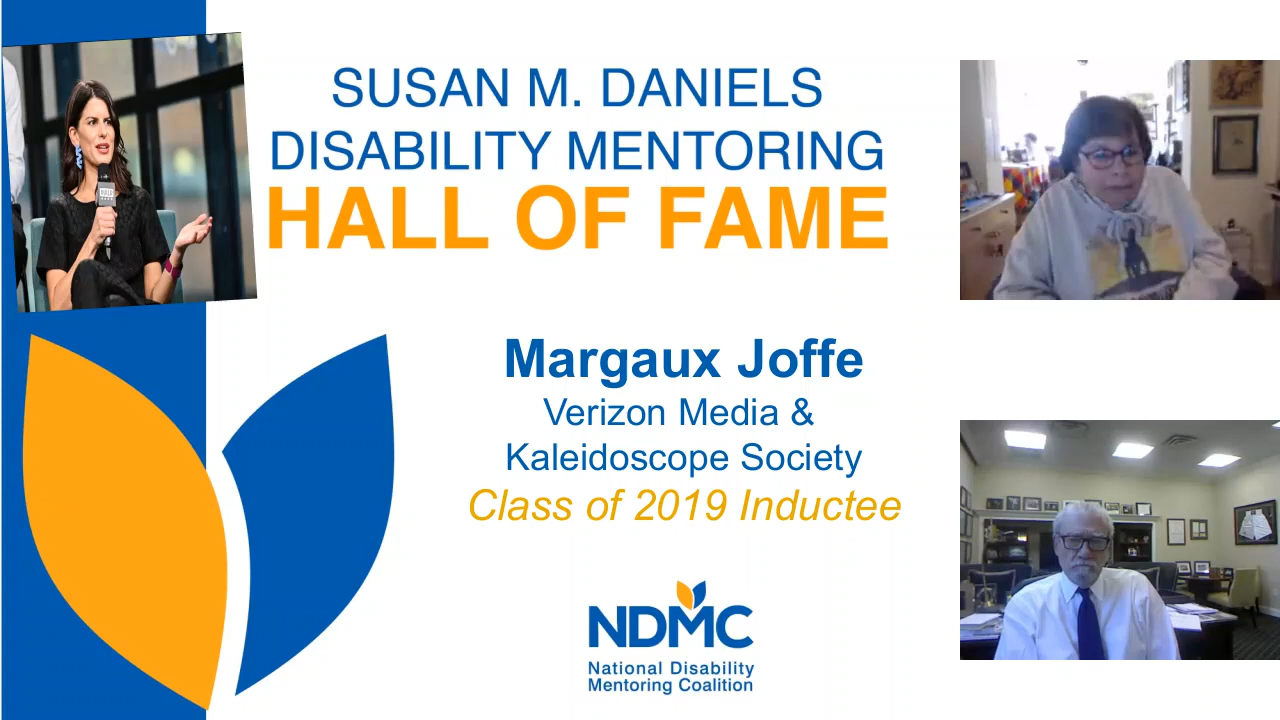 SUSAN M. DANIELS
DISABILITY MENTORING
HALL OF FAME
Margaux Joffe
Verizon Media &
Kaleidoscope Society
Class of 2019 Inductee
NDMC
National Disability
Mentoring Coalition